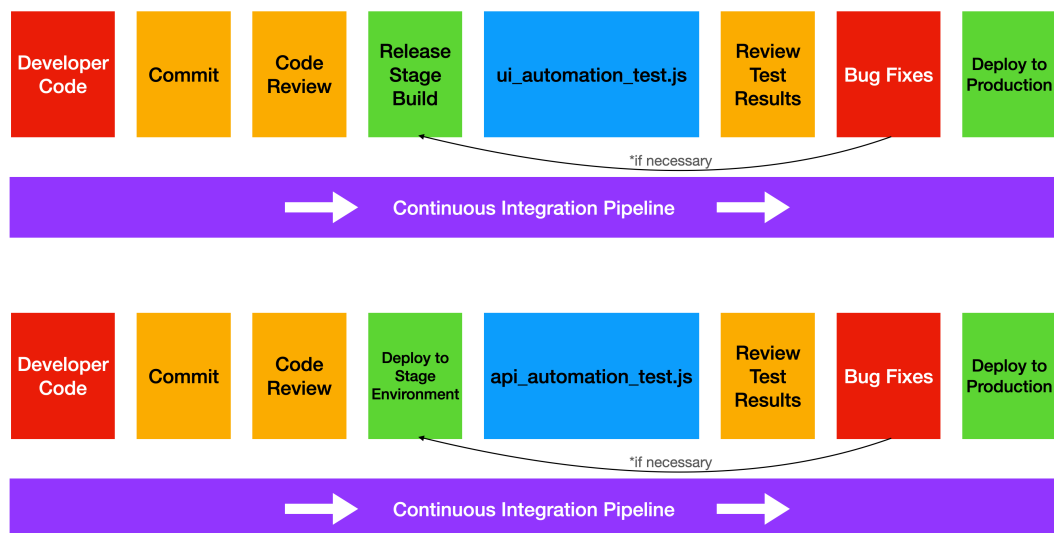 Developer
Code
Commit
Code
Review
Release
Stage
Build
ui_automation_test.js
Review
Test
Results
Bug Fixes
Deploy to
Production
*if necessary
Continuous Integration Pipeline
Developer
Code
Commit
Code
Review
Deploy to
Stage
Environment
api_automation_test.js
Review
Test
Results
Bug Fixes
Deploy to
Production
*if necessary
Continuous Integration Pipeline